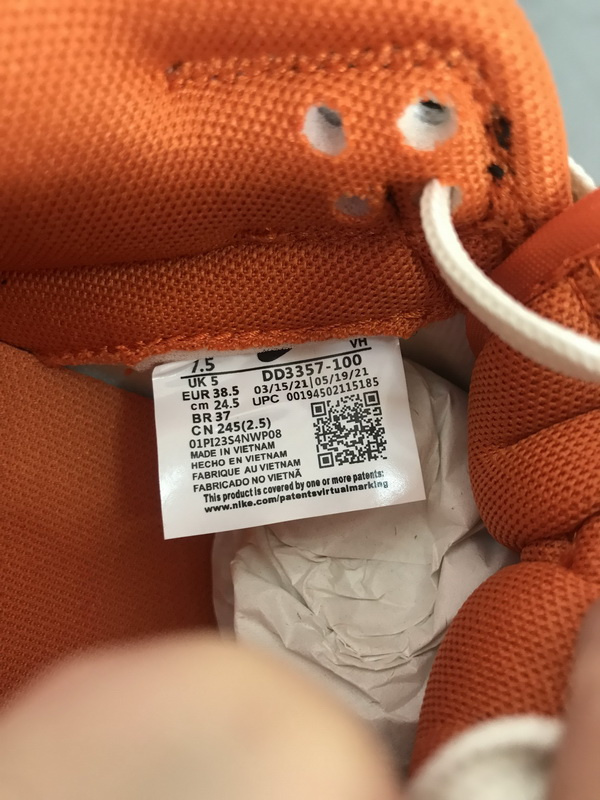 7.5 VH
UK 5 DD3357-100
EUR 38.5 03/15/21|05/19/21
cm 24.5 UPC 00194502115185
BR 37
CN 245(2.5)
01PI23S4NWP08
MADE IN VIETNAM
HECHO EN VIETNAM
FABRIQUE AU VIETNAM
FABRICADO NO VIETNÃ
This product is covered by one or more patents:
www.nike.com/patentsvirtualmarking